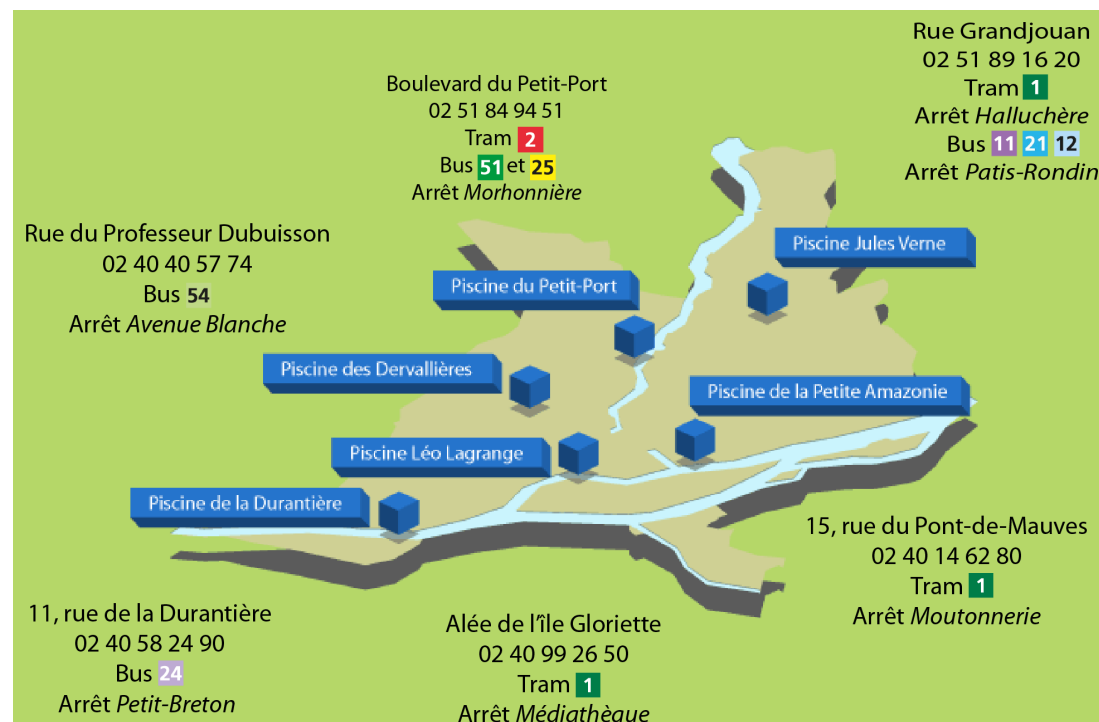 Rue Grandjouan
02 51 89 16 20
Tram 1
Arrêt Halluchère
Bus 11 21 12
Arrêt Patis-Rondin
Boulevard du Petit-Port
02 51 84 94 51
Tram 2
Bus 51 et 25
Arrêt Morhonnière
Rue du Professeur Dubuisson
02 40 40 57 74
Bus 54
Arrêt Avenue Blanche
Piscine Jules Verne
Piscine du Petit-Port
Piscine des Dervallières
Piscine de la Petite Amazonie
Piscine Léo Lagrange
Piscine de la Durantière
15, rue du Pont-de-Mauves
02 40 14 62 80
Tram 1
Arrêt Moutonnerie
11, rue de la Durantière
02 40 58 24 90
Bus 24
Arrêt Petit-Breton
Alée de l'île Gloriette
02 40 99 26 50
Tram 1
Arrêt Médiathèque